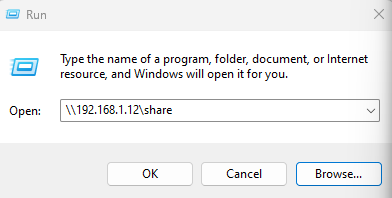 Run
Type the name of a program, folder, document, or Internet
resource, and Windows will open it for you.
Open: \\192.168.1.12\share
OK Cancel Browse...